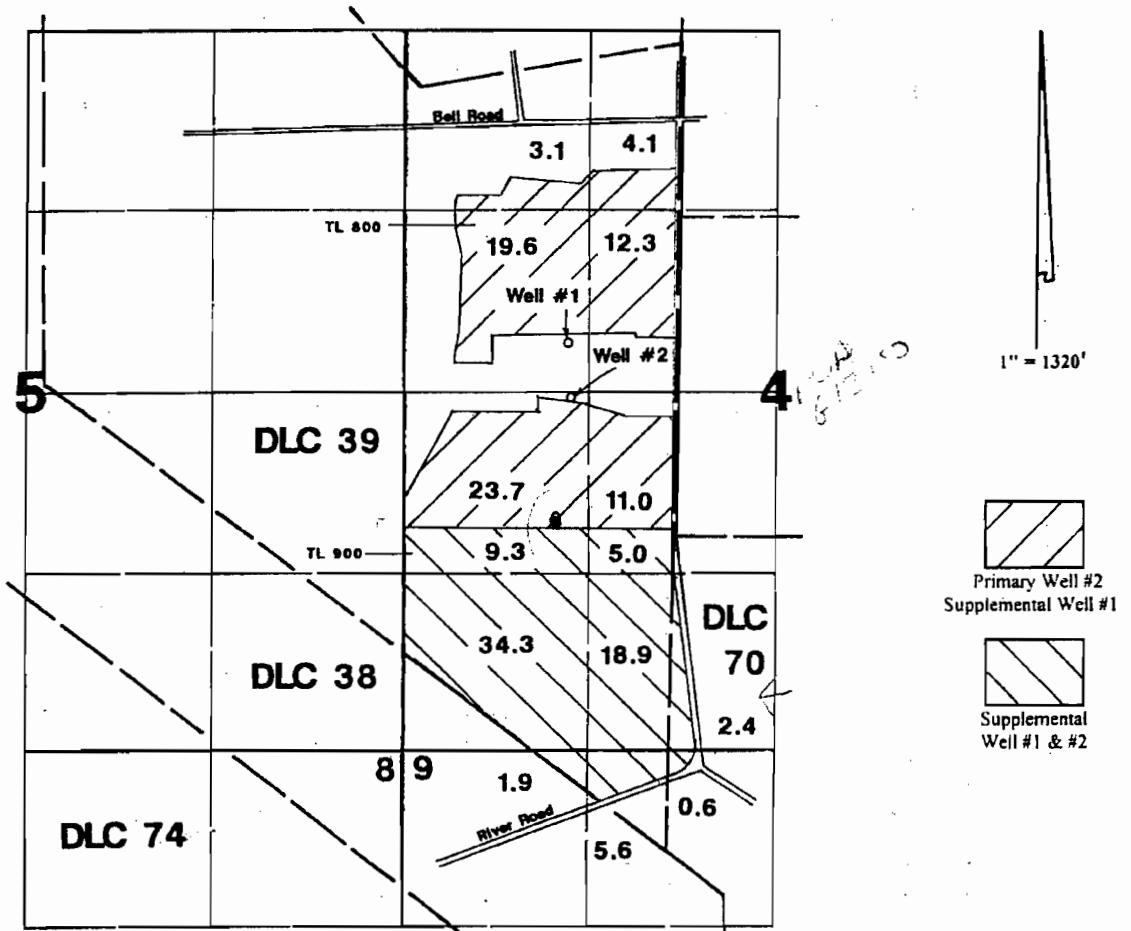 Bell Road
3.1
4.1
TL 800
19.6
12.3
Well #1
Well #2
1" = 1320'
5
4
DLC 39
23.7
11.0
TL 900
9.3
5.0
Primary Well #2
Supplemental Well #1
34.3
18.9
DLC
70
DLC 38
2.4
Supplemental
Well #1 & #2
8
9
1.9
0.6
River Road
DLC 74
5.6